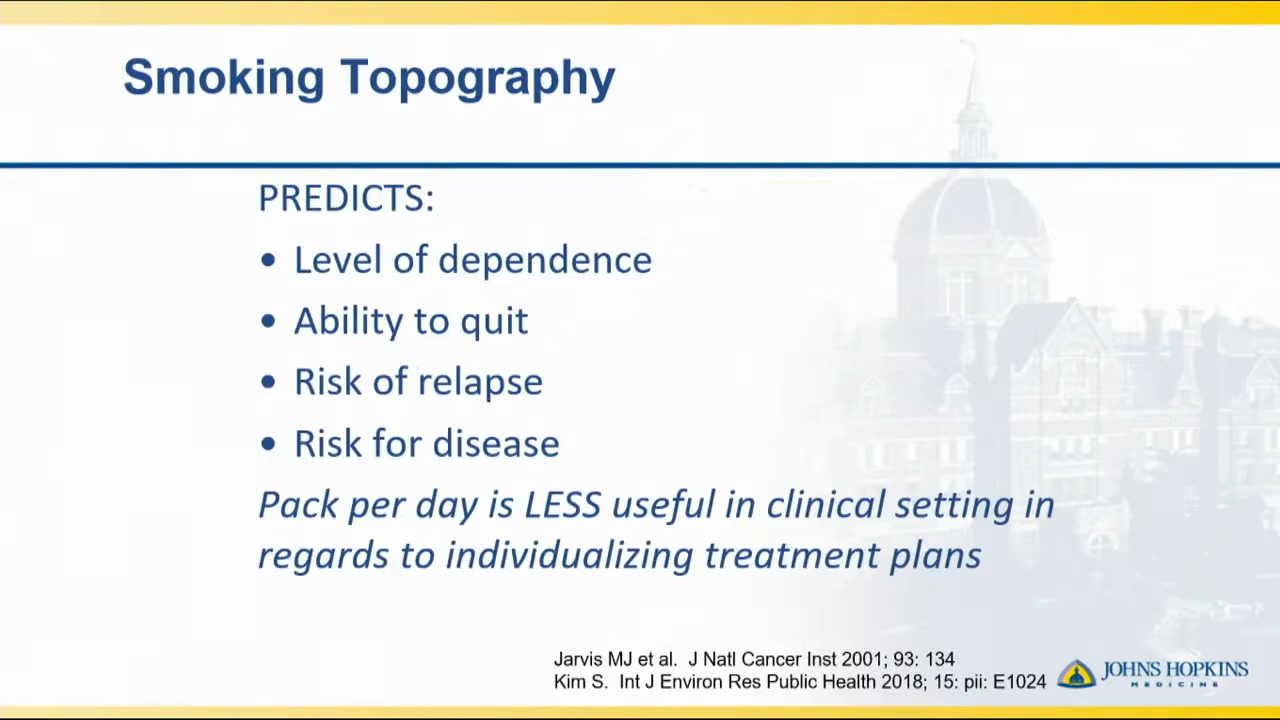 Smoking Topography
PREDICTS:
• Level of dependence
• Ability to quit
• Risk of relapse
• Risk for disease
Pack per day is LESS useful in clinical setting in
regards to individualizing treatment plans
Jarvis MJ et al. J Natl Cancer Inst 2001; 93: 134
Kim S. Int J Environ Res Public Health 2018; 15: pii: E1024
JOHNS HOPKINS
MEDICINE